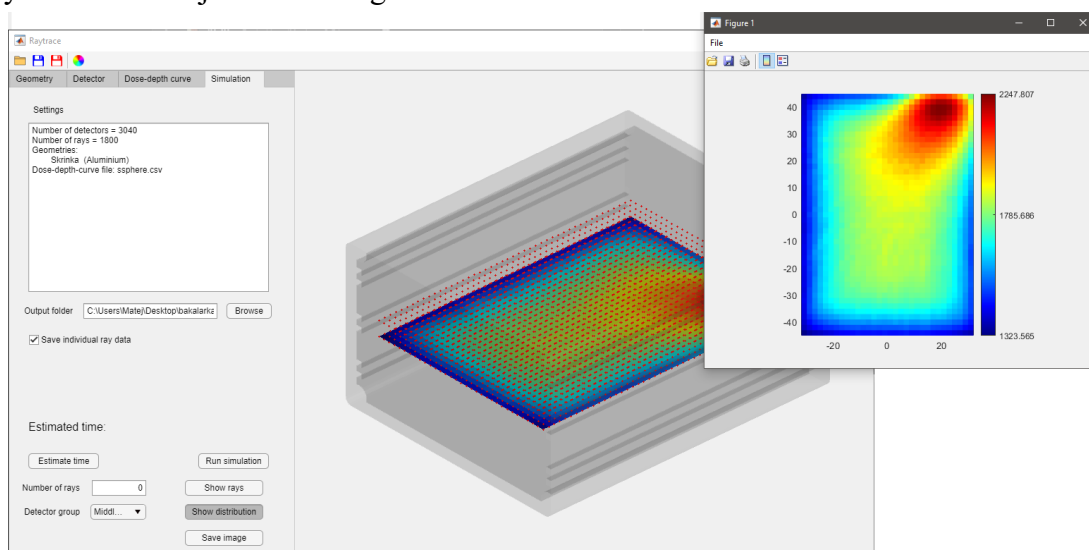 Raytrace
Geometry Detector Dose-depth curve Simulation
Settings
Number of detectors = 3040
Number of rays = 1800
Geometries:
Skrinka (Aluminium)
Dose-depth-curve file: ssphere.csv
Output folder C:\Users\Matej\Desktop\bakalarka Browse
Save individual ray data
Estimated time:
Estimate time Run simulation
Number of rays 0 Show rays
Detector group Middl... Show distribution
Save image
Figure 1
File
2247.807
1785.686
1323.565
40
30
20
10
0
-10
-20
-30
-40
-20 0 20